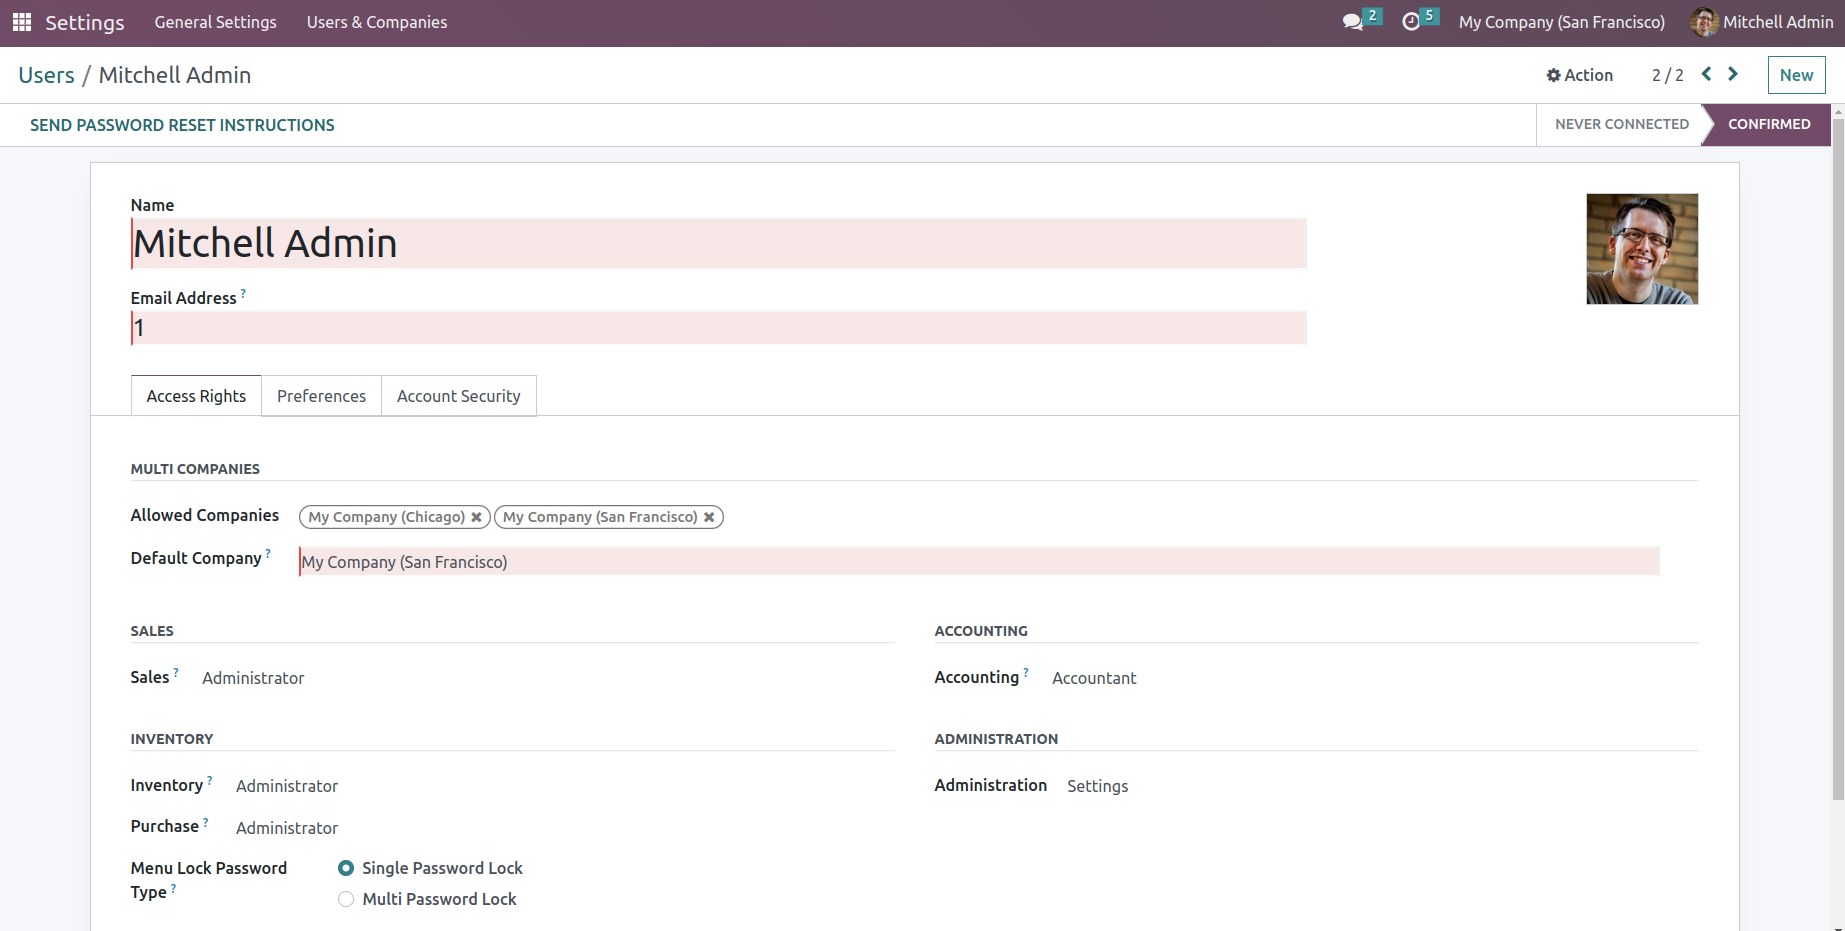 Settings General Settings Users & Companies 2 5 My Company (San Francisco) Mitchell Admin
Users / Mitchell Admin Action 2 / 2 New
SEND PASSWORD RESET INSTRUCTIONS NEVER CONNECTED CONFIRMED
Name
Mitchell Admin
Email Address ?
1
Access Rights Preferences Account Security
MULTI COMPANIES
Allowed Companies My Company (Chicago) My Company (San Francisco)
Default Company ? My Company (San Francisco)
SALES ACCOUNTING
Sales ? Administrator Accounting ? Accountant
INVENTORY ADMINISTRATION
Inventory ? Administrator Administration Settings
Purchase ? Administrator
Menu Lock Password Single Password Lock
Type ?
Multi Password Lock